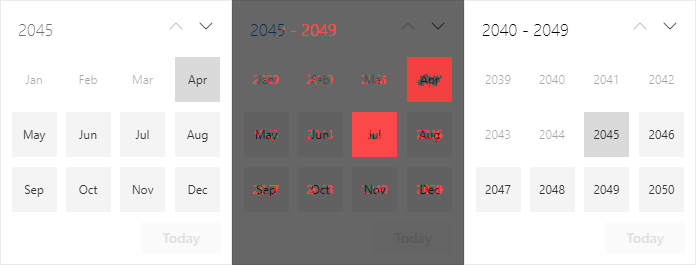 2045
Jan Feb Mar Apr
May Jun Jul Aug
Sep Oct Nov Dec
Today
2045 - 2049
Feb Mar Apr
May Jun Jul Aug
Sep Oct Nov Dec
Today
2040 - 2049
2039 2040 2041 2042
2043 2044 2045 2046
2047 2048 2049 2050
Today